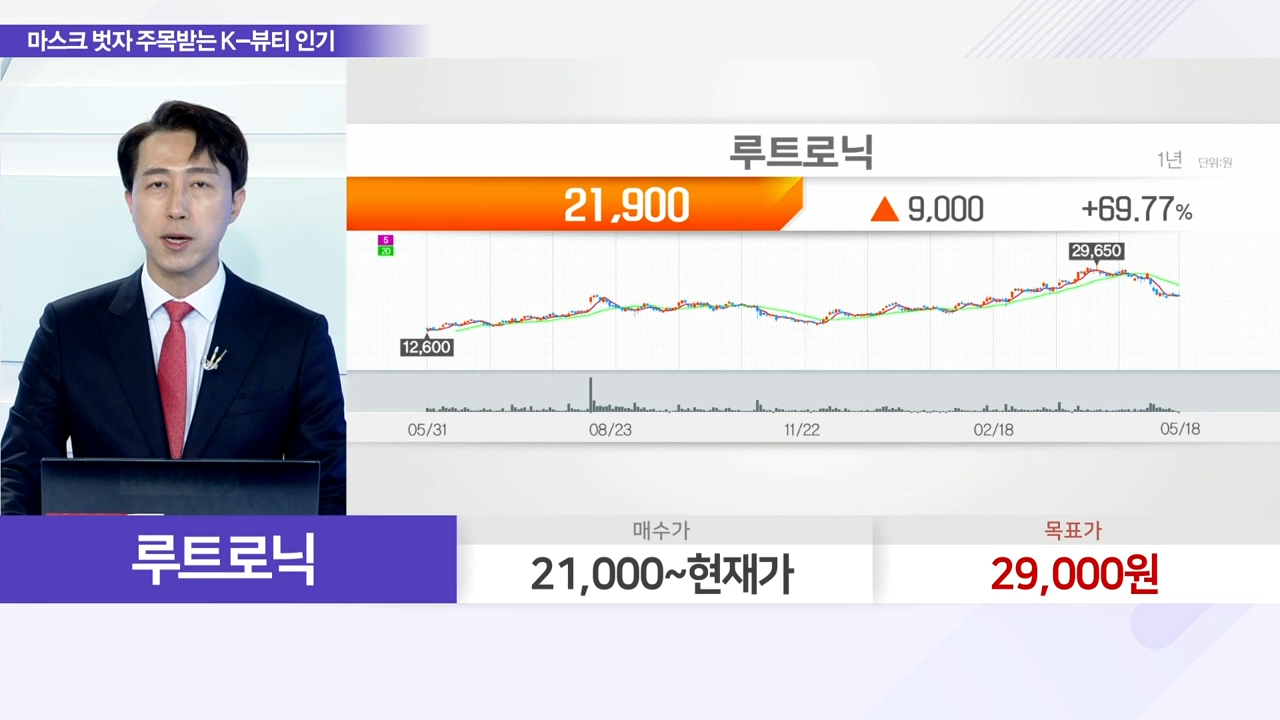 마스크 벗자 주목받는 K-뷰티 인기
루트로닉
1년 단위:원
21,900 ▲ 9,000 +69.77%
5
20
29,650
12,600
05/31 08/23 11/22 02/18 05/18
루트로닉
매수가
21,000~현재가
목표가
29,000원